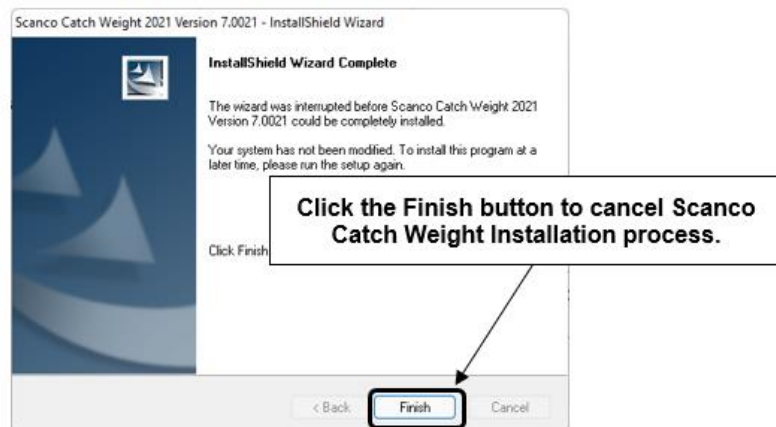 Scanco Catch Weight 2021 Version 7.0021 - InstallShield Wizard
InstallShield Wizard Complete
The wizard was interrupted before Scanco Catch Weight 2021
Version 7.0021 could be completely installed.
Your system has not been modified. To install this program at a
later time, please run the setup again.
Click the Finish button to cancel Scanco
Catch Weight Installation process.
Click Finish
< Back
Finish
Cancel